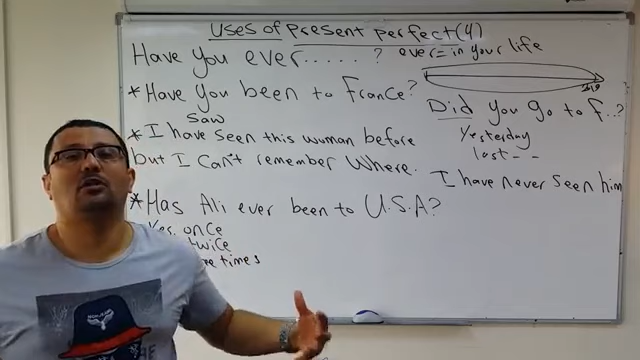 Uses of present perfect (4)
Have you ever.....? ever = in your life
*Have you been to France?
Did you go to f..?
saw
*I have seen this woman before
Yesterday
but I can't remember where.
last - - -
I have never seen him
*Has Ali ever been to U.S.A?
Yes, once
twice
times